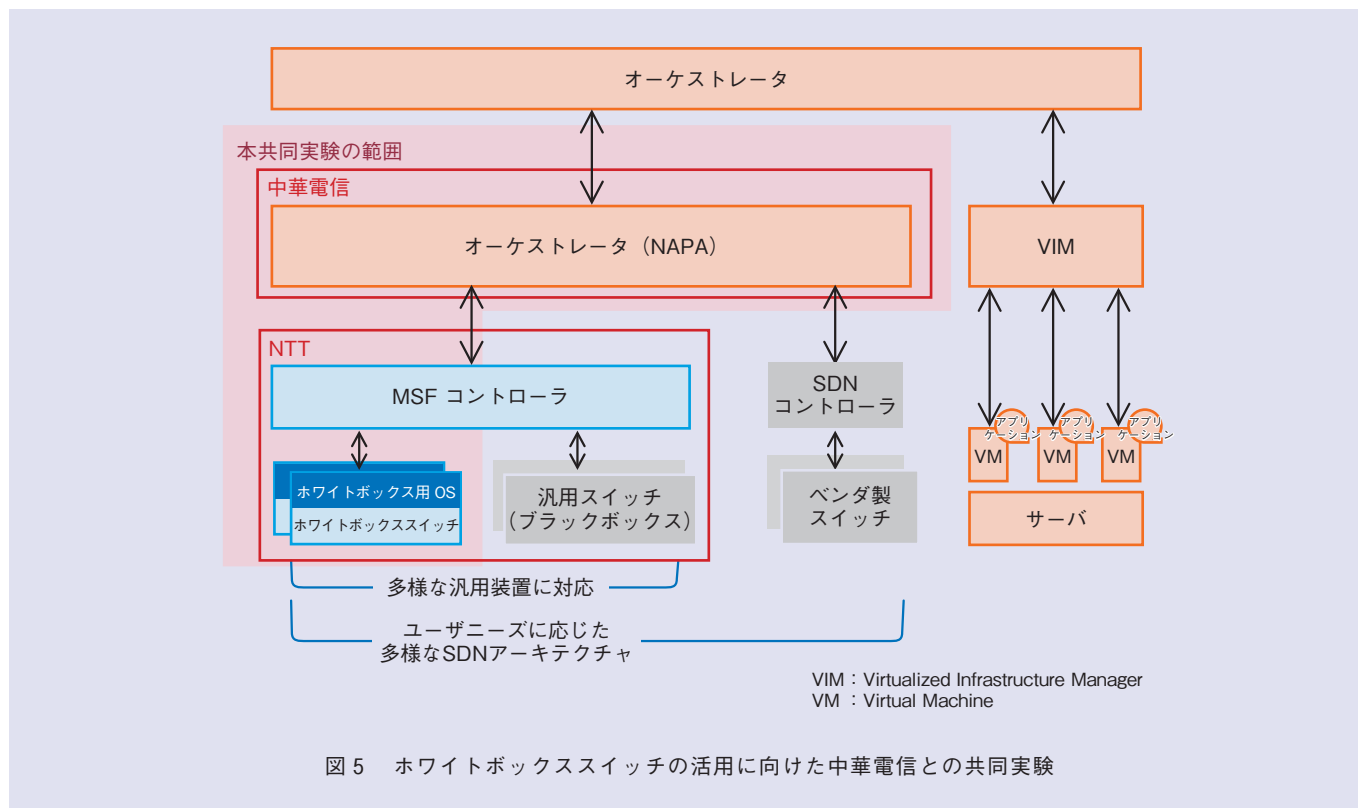 オーケストレータ
本共同実験の範囲
中華電信
オーケストレータ（NAPA）
VIM
NTT
MSF コントローラ
SDN
コントローラ
アプリ
ケーション
VM
アプリ
ケーション
VM
アプリ
ケーション
VM
ホワイトボックス用 OS
ホワイトボックススイッチ
汎用スイッチ
（ブラックボックス）
ベンダ製
スイッチ
サーバ
多様な汎用装置に対応
ユーザニーズに応じた
多様なSDNアーキテクチャ
VIM：Virtualized Infrastructure Manager
VM ：Virtual Machine
図 5　ホワイトボックススイッチの活用に向けた中華電信との共同実験